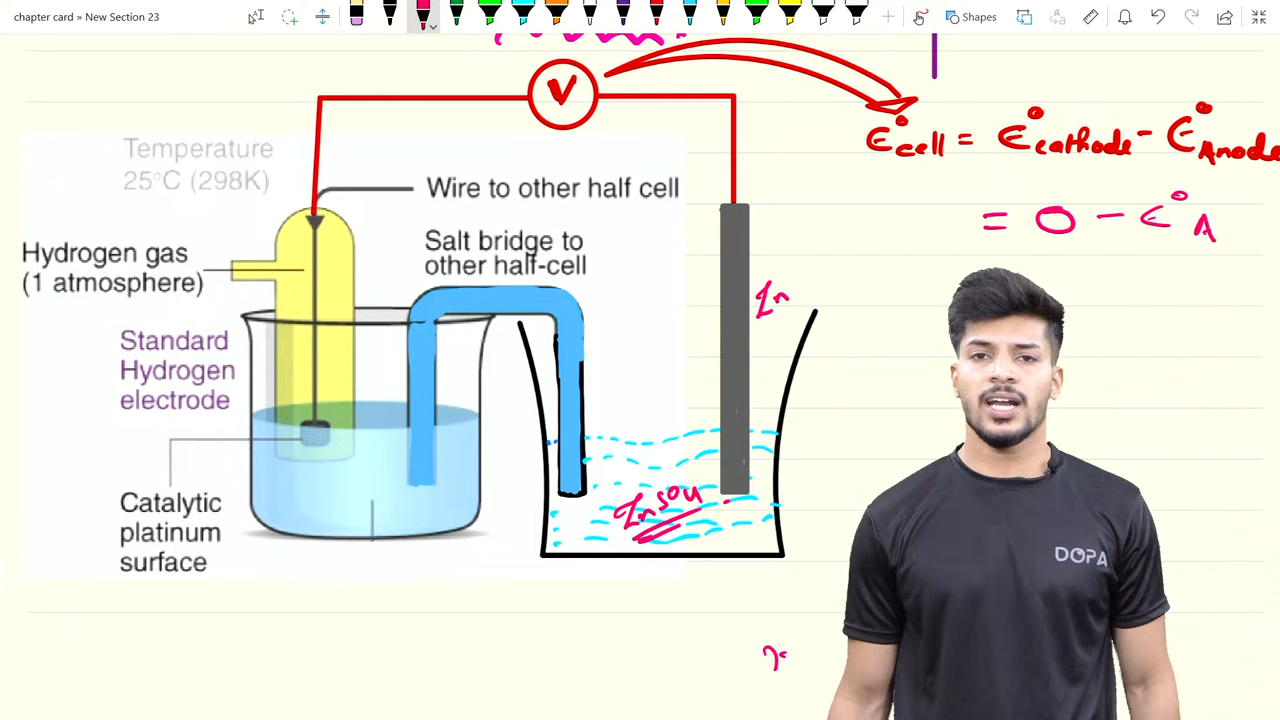 chapter card » New Section 23
Shapes
V
E°cell = E°cathode - E°Anode
= 0 - E°A
Temperature
25°C (298K)
Wire to other half cell
Hydrogen gas
(1 atmosphere)
Salt bridge to
other half-cell
Zn
Standard
Hydrogen
electrode
ZnSO4
Catalytic
platinum
surface
DOPA